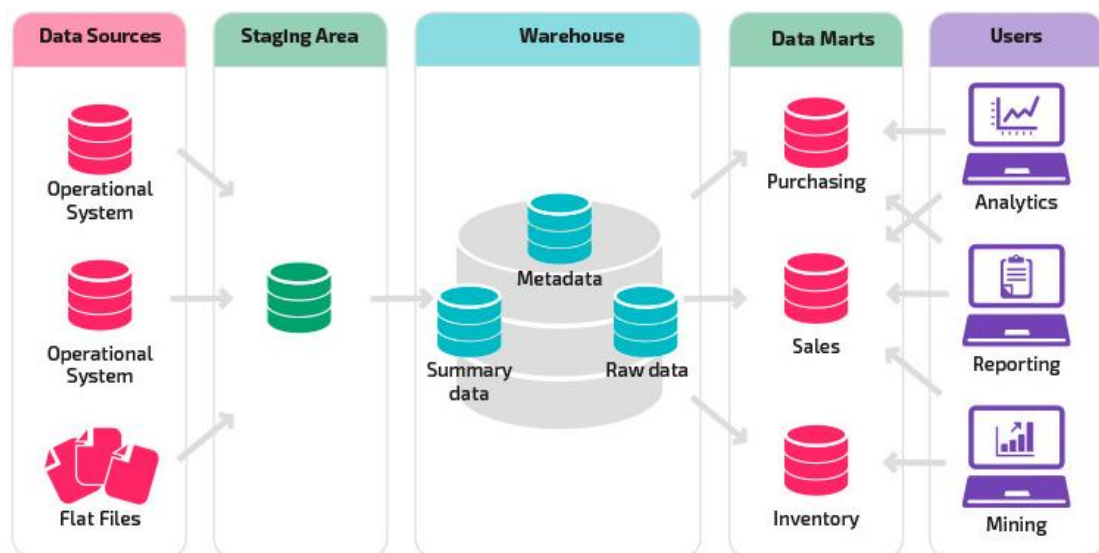 Data Sources
Staging Area
Warehouse
Data Marts
Users
Operational
System
Operational
System
Flat Files
Metadata
Summary
data
Raw data
Purchasing
Sales
Inventory
Analytics
Reporting
Mining